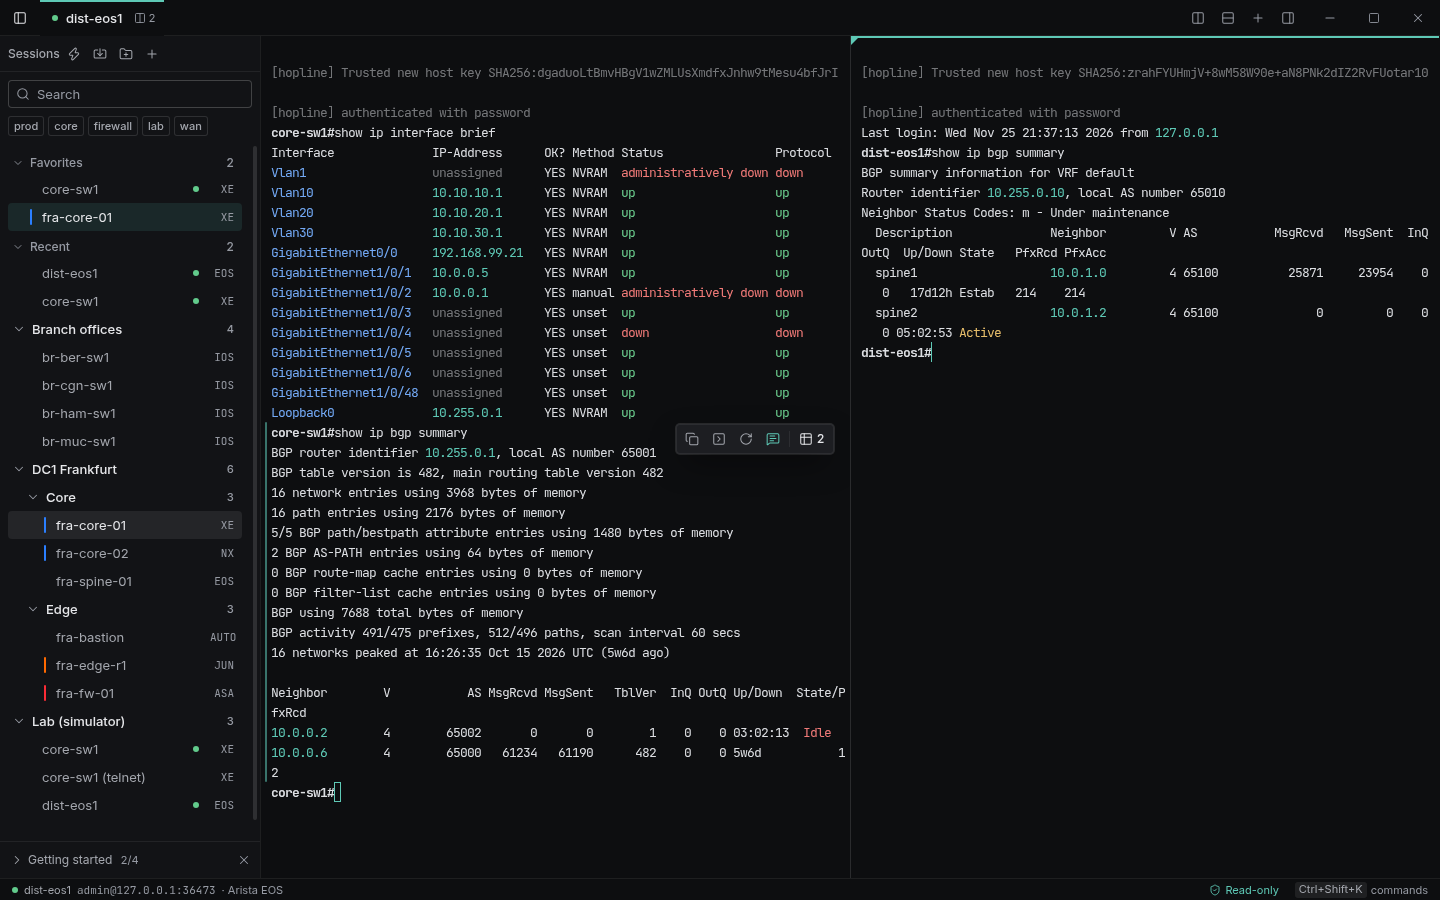 dist-eos1 2
Sessions
Search
prod core firewall lab wan
Favorites 2
core-sw1 XE
fra-core-01 XE
Recent 2
dist-eos1 EOS
core-sw1 XE
Branch offices 4
br-ber-sw1 IOS
br-cgn-sw1 IOS
br-ham-sw1 IOS
br-muc-sw1 IOS
DC1 Frankfurt 6
Core 3
fra-core-01 XE
fra-core-02 NX
fra-spine-01 EOS
Edge 3
fra-bastion AUTO
fra-edge-r1 JUN
fra-fw-01 ASA
Lab (simulator) 3
core-sw1 XE
core-sw1 (telnet) XE
dist-eos1 EOS
Getting started 2/4
[hopline] Trusted new host key SHA256:dgaduoLtBmvHBgV1wZMLUsXmdfxJnhw9tMesu4bfJrI
[hopline] authenticated with password
core-sw1#show ip interface brief
Interface IP-Address OK? Method Status Protocol
Vlan1 unassigned YES NVRAM administratively down down
Vlan10 10.10.10.1 YES NVRAM up up
Vlan20 10.10.20.1 YES NVRAM up up
Vlan30 10.10.30.1 YES NVRAM up up
GigabitEthernet0/0 192.168.99.21 YES NVRAM up up
GigabitEthernet1/0/1 10.0.0.5 YES NVRAM up up
GigabitEthernet1/0/2 10.0.0.1 YES manual administratively down down
GigabitEthernet1/0/3 unassigned YES unset up up
GigabitEthernet1/0/4 unassigned YES unset down down
GigabitEthernet1/0/5 unassigned YES unset up up
GigabitEthernet1/0/6 unassigned YES unset up up
GigabitEthernet1/0/48 unassigned YES unset up up
Loopback0 10.255.0.1 YES NVRAM up up
core-sw1#show ip bgp summary
2
BGP router identifier 10.255.0.1, local AS number 65001
BGP table version is 482, main routing table version 482
16 network entries using 3968 bytes of memory
16 path entries using 2176 bytes of memory
5/5 BGP path/bestpath attribute entries using 1480 bytes of memory
2 BGP AS-PATH entries using 64 bytes of memory
0 BGP route-map cache entries using 0 bytes of memory
0 BGP filter-list cache entries using 0 bytes of memory
BGP using 7688 total bytes of memory
BGP activity 491/475 prefixes, 512/496 paths, scan interval 60 secs
16 networks peaked at 16:26:35 Oct 15 2026 UTC (5w6d ago)
Neighbor V AS MsgRcvd MsgSent TblVer InQ OutQ Up/Down State/P
fxRcd
10.0.0.2 4 65002 0 0 1 0 0 03:02:13 Idle
10.0.0.6 4 65000 61234 61190 482 0 0 5w6d 1
2
core-sw1#
[hopline] Trusted new host key SHA256:zrahFYUHmjV+8wM58W90e+aN8PNk2dIZ2RvFUotar10
[hopline] authenticated with password
Last login: Wed Nov 25 21:37:13 2026 from 127.0.0.1
dist-eos1#show ip bgp summary
BGP summary information for VRF default
Router identifier 10.255.0.10, local AS number 65010
Neighbor Status Codes: m - Under maintenance
Description Neighbor V AS MsgRcvd MsgSent InQ
OutQ Up/Down State PfxRcd PfxAcc
spine1 10.0.1.0 4 65100 25871 23954 0
0 17d12h Estab 214 214
spine2 10.0.1.2 4 65100 0 0 0
0 05:02:53 Active
dist-eos1#
dist-eos1 admin@127.0.0.1:36473 · Arista EOS
Read-only Ctrl+Shift+K commands